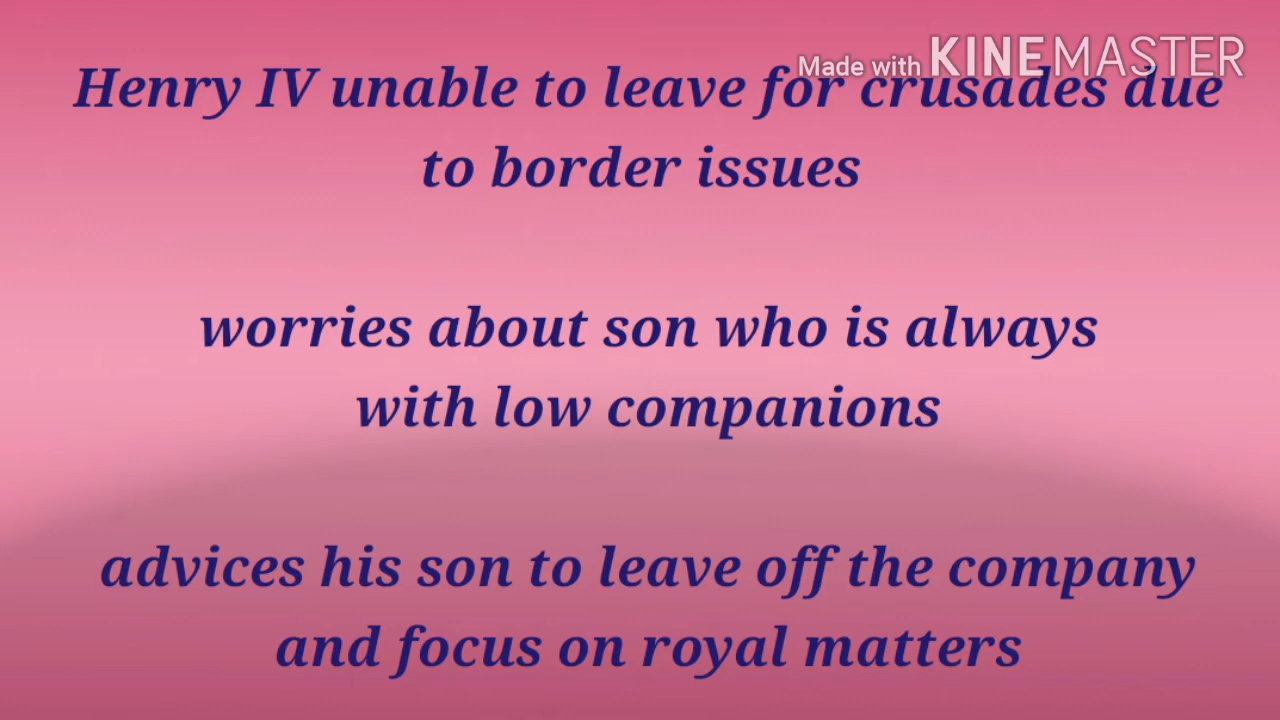 Made with KINEMASTER
Henry IV unable to leave for crusades due
to border issues
worries about son who is always
with low companions
advices his son to leave off the company
and focus on royal matters